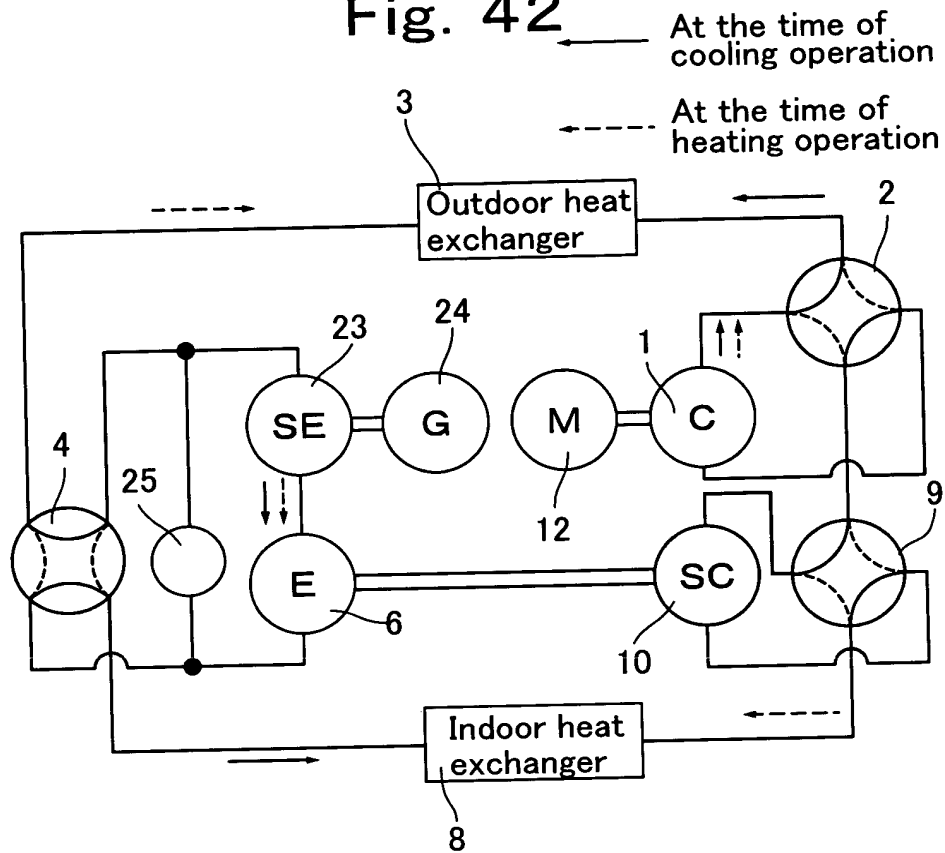 Fig. 42
At the time of
cooling operation
At the time of
heating operation
3
Outdoor heat
exchanger
2
23
24
1
SE
G
M
C
4
25
12
9
E
SC
6
10
Indoor heat
exchanger
8